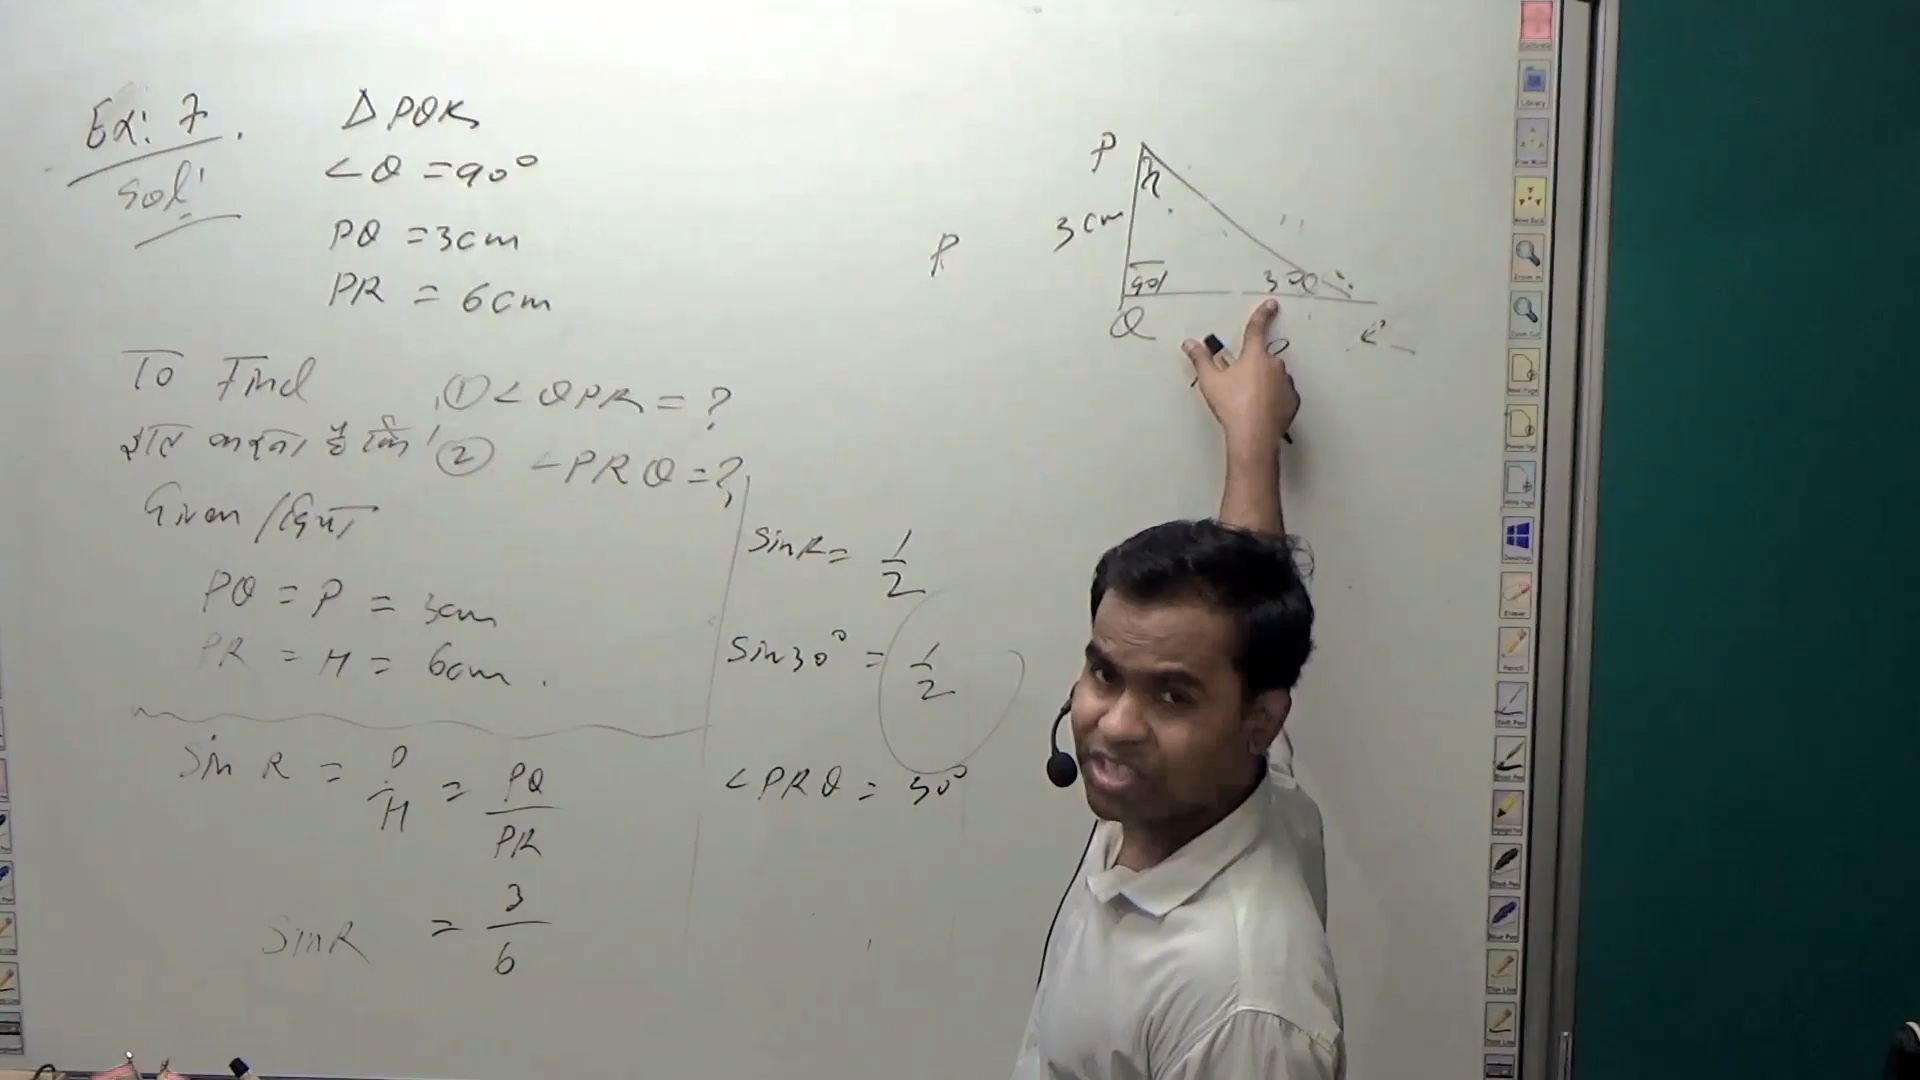 Ex: 7.
Sol!
Δ PQR
∠Q = 90°
PQ = 3cm
PR = 6cm
To Find ① ∠QPR = ?
② ∠PRQ = ?
Given /
PQ = P = 3cm
PR = H = 6cm.
Sin R = P/H = PQ/PR
Sin R = 3/6
Sin R = 1/2
Sin 30° = 1/2
∠PRQ = 30°
P
P
3cm
90
30°
Q